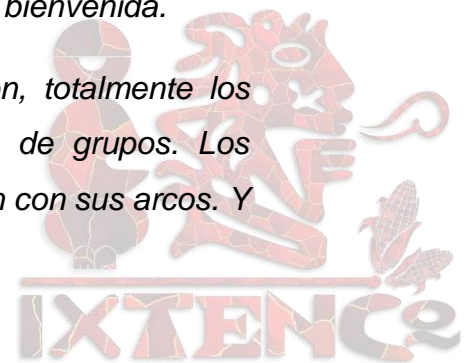 bienvenida.
n, totalmente los
de grupos. Los
n con sus arcos. Y
IXTENCO